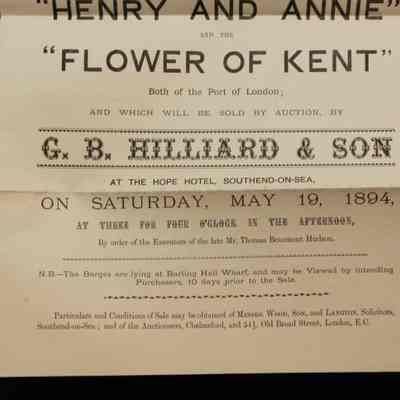 "HENRY AND ANNIE"
AND THE
"FLOWER OF KENT"
Both of the Port of London;
AND WHICH WILL BE SOLD BY AUCTION, BY
G. B. HILLIARD & SON
AT THE HOPE HOTEL, SOUTHEND-ON-SEA,
ON SATURDAY, MAY 19, 1894,
AT THREE FOR FOUR O'CLOCK IN THE AFTERNOON,
By order of the Executors of the late Mr. Thomas Beaumont Hudson.
N.B.—The Barges are lying at Barling Hall Wharf, and may be Viewed by intending
Purchasers, 10 days prior to the Sale.
Particulars and Conditions of Sale may be obtained of Messrs Wood, Son, and Langton, Solicitors,
Southend-on-Sea; and of the Auctioneers, Chelmsford, and 54½, Old Broad Street, London, E.C.